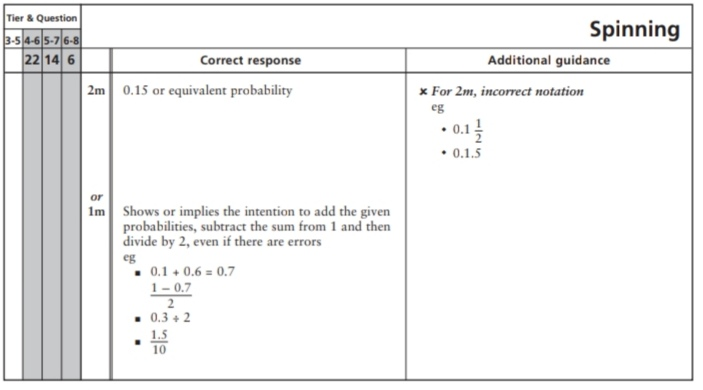 Tier & Question
Spinning
3-5 4-6 5-7 6-8
22 14 6
Correct response
Additional guidance
2m
0.15 or equivalent probability
✗ For 2m, incorrect notation
eg
• 0.1 1/2
• 0.1.5
or
1m
Shows or implies the intention to add the given
probabilities, subtract the sum from 1 and then
divide by 2, even if there are errors
eg
▪ 0.1 + 0.6 = 0.7
1 – 0.7
2
▪ 0.3 ÷ 2
▪ 1.5
10